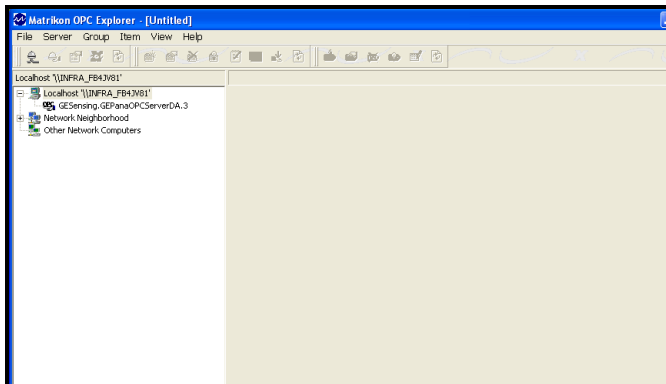 Matrikon OPC Explorer - [Untitled]
File Server Group Item View Help
Localhost '\\INFRA_FB4JV81'
Localhost '\\INFRA_FB4JV81'
GESensing.GEPanaOPCServerDA.3
Network Neighborhood
Other Network Computers